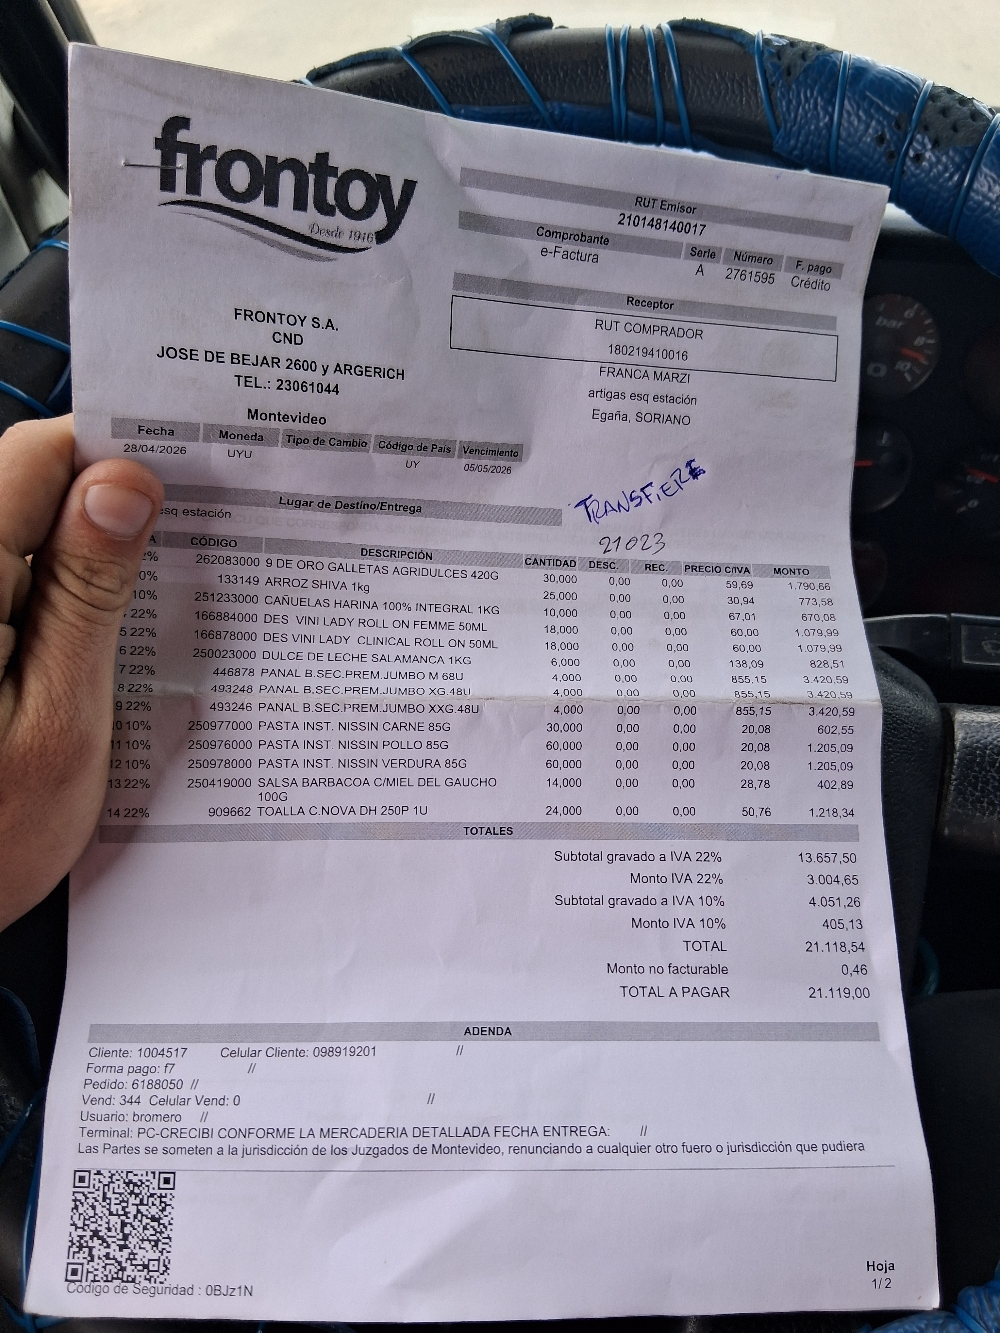 frontoy
Desde 1916
RUT Emisor
210148140017
Comprobante Serie Número F. pago
e-Factura A 2761595 Crédito
Receptor
RUT COMPRADOR
180219410016
FRANCA MARZI
artigas esq estación
Egaña, SORIANO
FRONTOY S.A.
CND
JOSE DE BEJAR 2600 y ARGERICH
TEL.: 23061044
Montevideo
Fecha Moneda Tipo de Cambio Código de País Vencimiento
28/04/2026 UYU UY 05/05/2026
Lugar de Destino/Entrega
esq estación
TRANSFIERE
21023
CÓDIGO DESCRIPCIÓN CANTIDAD DESC. REC. PRECIO C/IVA MONTO
2% 262083000 9 DE ORO GALLETAS AGRIDULCES 420G 30,000 0,00 0,00 59,69 1.790,66
0% 133149 ARROZ SHIVA 1kg 25,000 0,00 0,00 30,94 773,58
10% 251233000 CAÑUELAS HARINA 100% INTEGRAL 1KG 10,000 0,00 0,00 67,01 670,08
22% 166884000 DES VINI LADY ROLL ON FEMME 50ML 18,000 0,00 0,00 60,00 1.079,99
5 22% 166878000 DES VINI LADY CLINICAL ROLL ON 50ML 18,000 0,00 0,00 60,00 1.079,99
6 22% 250023000 DULCE DE LECHE SALAMANCA 1KG 6,000 0,00 0,00 138,09 828,51
7 22% 446878 PANAL B.SEC.PREM.JUMBO M 68U 4,000 0,00 0,00 855,15 3.420,59
8 22% 493248 PANAL B.SEC.PREM.JUMBO XG.48U 4,000 0,00 0,00 855,15 3.420,59
9 22% 493246 PANAL B.SEC.PREM.JUMBO XXG.48U 4,000 0,00 0,00 855,15 3.420,59
10 10% 250977000 PASTA INST. NISSIN CARNE 85G 30,000 0,00 0,00 20,08 602,55
11 10% 250976000 PASTA INST. NISSIN POLLO 85G 60,000 0,00 0,00 20,08 1.205,09
12 10% 250978000 PASTA INST. NISSIN VERDURA 85G 60,000 0,00 0,00 20,08 1.205,09
13 22% 250419000 SALSA BARBACOA C/MIEL DEL GAUCHO 14,000 0,00 0,00 28,78 402,89
100G
14 22% 909662 TOALLA C.NOVA DH 250P 1U 24,000 0,00 0,00 50,76 1.218,34
TOTALES
Subtotal gravado a IVA 22% 13.657,50
Monto IVA 22% 3.004,65
Subtotal gravado a IVA 10% 4.051,26
Monto IVA 10% 405,13
TOTAL 21.118,54
Monto no facturable 0,46
TOTAL A PAGAR 21.119,00
ADENDA
Cliente: 1004517 Celular Cliente: 098919201 //
Forma pago: f7 //
Pedido: 6188050 //
Vend: 344 Celular Vend: 0 //
Usuario: bromero //
Terminal: PC-CRECIBI CONFORME LA MERCADERIA DETALLADA FECHA ENTREGA: //
Las Partes se someten a la jurisdicción de los Juzgados de Montevideo, renunciando a cualquier otro fuero o jurisdicción que pudiera
Código de Seguridad : 0BJz1N
Hoja
1/ 2
bar